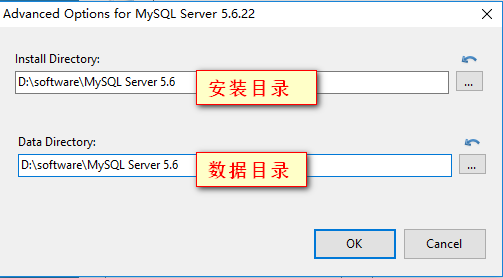 Advanced Options for MySQL Server 5.6.22
Install Directory:
D:\software\MySQL Server 5.6
安装目录
...
Data Directory:
D:\software\MySQL Server 5.6
数据目录
...
OK
Cancel